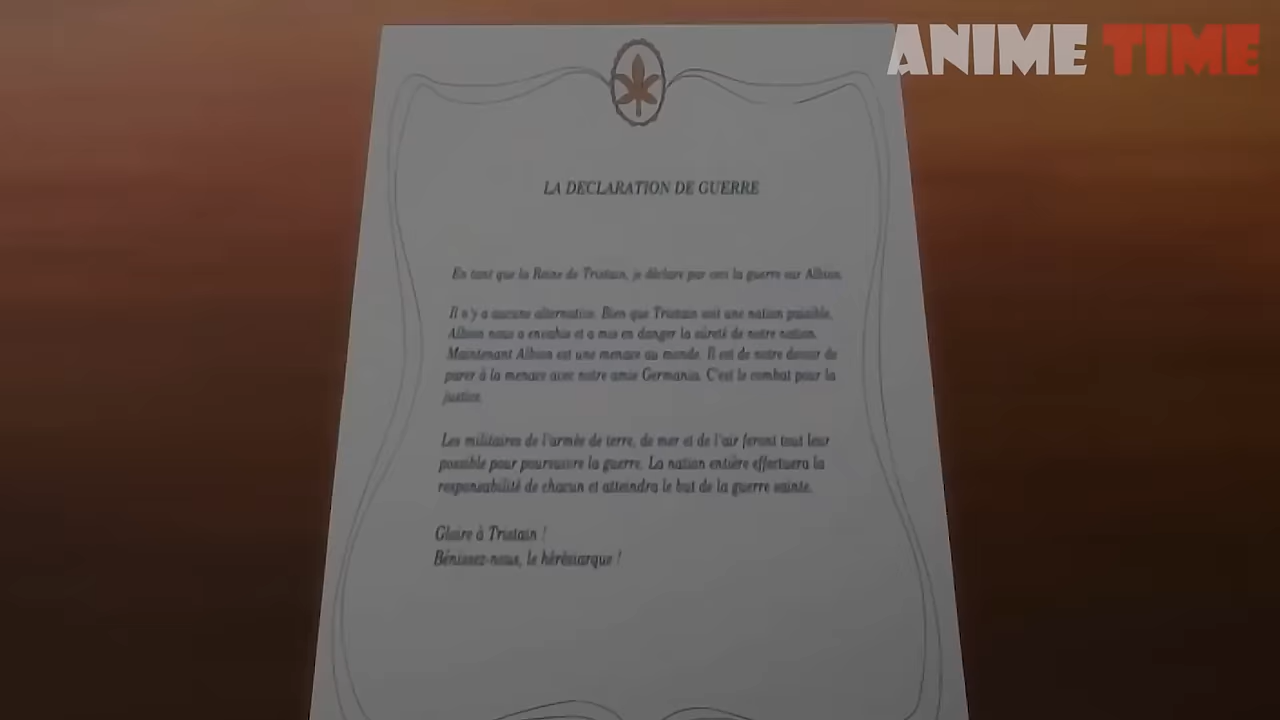 ANIME TIME
LA DECLARATION DE GUERRE
En tant que la Reine de Tristain, je déclare par ceci la guerre sur Albion.
Il n'y a aucune alternative. Bien que Tristain soit une nation paisible,
Albion nous a envahie et a mis en danger la sûreté de notre nation.
Maintenant Albion est une menace au monde. Il est de notre devoir de
parer à la menace avec notre amie Germania. C'est le combat pour la
justice.
Les militaires de l'armée de terre, de mer et de l'air feront tout leur
possible pour poursuivre la guerre. La nation entière effectuera la
responsabilité de chacun et atteindra le but de la guerre sainte.
Gloire à Tristain !
Bénissez-nous, le hérésiarque !